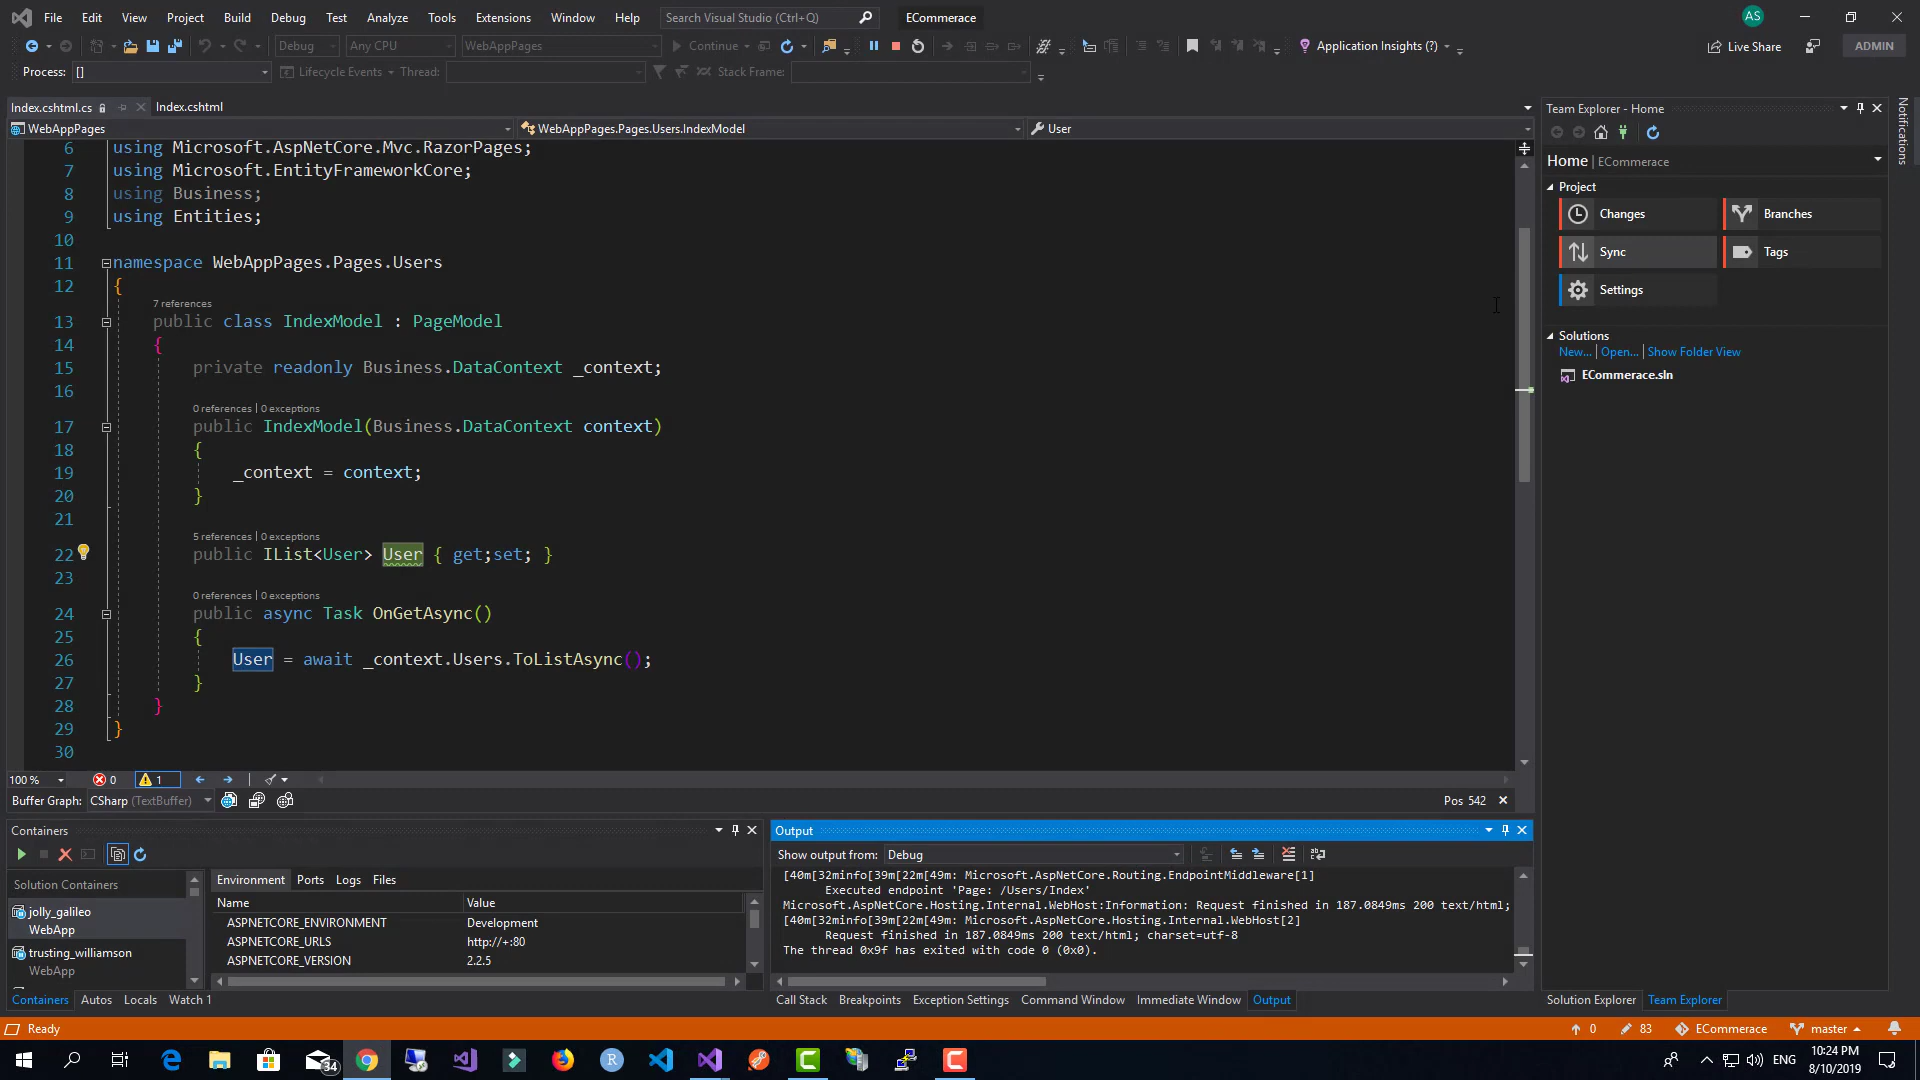 File Edit View Project Build Debug Test Analyze Tools Extensions Window Help Search Visual Studio (Ctrl+Q) ECommerace AS
Debug Any CPU WebAppPages Continue Application Insights (?) Live Share ADMIN
Process: [] Lifecycle Events Thread: Stack Frame:
Index.cshtml.cs Index.cshtml
WebAppPages WebAppPages.Pages.Users.IndexModel User
6 using Microsoft.AspNetCore.Mvc.RazorPages;
7 using Microsoft.EntityFrameworkCore;
8 using Business;
9 using Entities;
10
11 namespace WebAppPages.Pages.Users
12 {
7 references
13 public class IndexModel : PageModel
14 {
15 private readonly Business.DataContext _context;
16
0 references | 0 exceptions
17 public IndexModel(Business.DataContext context)
18 {
19 _context = context;
20 }
21
5 references | 0 exceptions
22 public IList<User> User { get;set; }
23
0 references | 0 exceptions
24 public async Task OnGetAsync()
25 {
26 User = await _context.Users.ToListAsync();
27 }
28 }
29 }
30
100 % 0 1
Buffer Graph: CSharp (TextBuffer) Pos 542
Team Explorer - Home
Home | ECommerace
Project
Changes Branches
Sync Tags
Settings
Solutions
New... Open... Show Folder View
ECommerace.sln
Notifications
Containers
Solution Containers
jolly_galileo
WebApp
trusting_williamson
WebApp
Environment Ports Logs Files
Name Value
ASPNETCORE_ENVIRONMENT Development
ASPNETCORE_URLS http://+:80
ASPNETCORE_VERSION 2.2.5
Containers Autos Locals Watch 1
Output
Show output from: Debug
[40m[32minfo[39m[22m[49m: Microsoft.AspNetCore.Routing.EndpointMiddleware[1]
Executed endpoint 'Page: /Users/Index'
Microsoft.AspNetCore.Hosting.Internal.WebHost:Information: Request finished in 187.0849ms 200 text/html;
[40m[32minfo[39m[22m[49m: Microsoft.AspNetCore.Hosting.Internal.WebHost[2]
Request finished in 187.0849ms 200 text/html; charset=utf-8
The thread 0x9f has exited with code 0 (0x0).
Call Stack Breakpoints Exception Settings Command Window Immediate Window Output
Solution Explorer Team Explorer
Ready 0 83 ECommerace master
34 R ENG 10:24 PM
8/10/2019